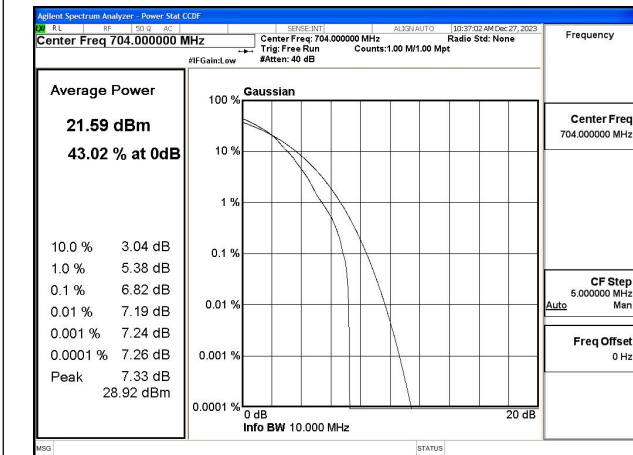 Agilent Spectrum Analyzer - Power Stat CCDF
LXI RL RF 50 Ω AC SENSE:INT ALIGN AUTO 10:37:02 AM Dec 27, 2023
Center Freq 704.000000 MHz
Center Freq: 704.000000 MHz Radio Std: None
Trig: Free Run Counts:1.00 M/1.00 Mpt
#IFGain:Low #Atten: 40 dB
Frequency
Average Power
21.59 dBm
43.02 % at 0dB
10.0 % 3.04 dB
1.0 % 5.38 dB
0.1 % 6.82 dB
0.01 % 7.19 dB
0.001 % 7.24 dB
0.0001 % 7.26 dB
Peak 7.33 dB
28.92 dBm
Gaussian
100 %
10 %
1 %
0.1 %
0.01 %
0.001 %
0.0001 %
0 dB 20 dB
Info BW 10.000 MHz
Center Freq
704.000000 MHz
CF Step
5.000000 MHz
Auto Man
Freq Offset
0 Hz
MSG STATUS